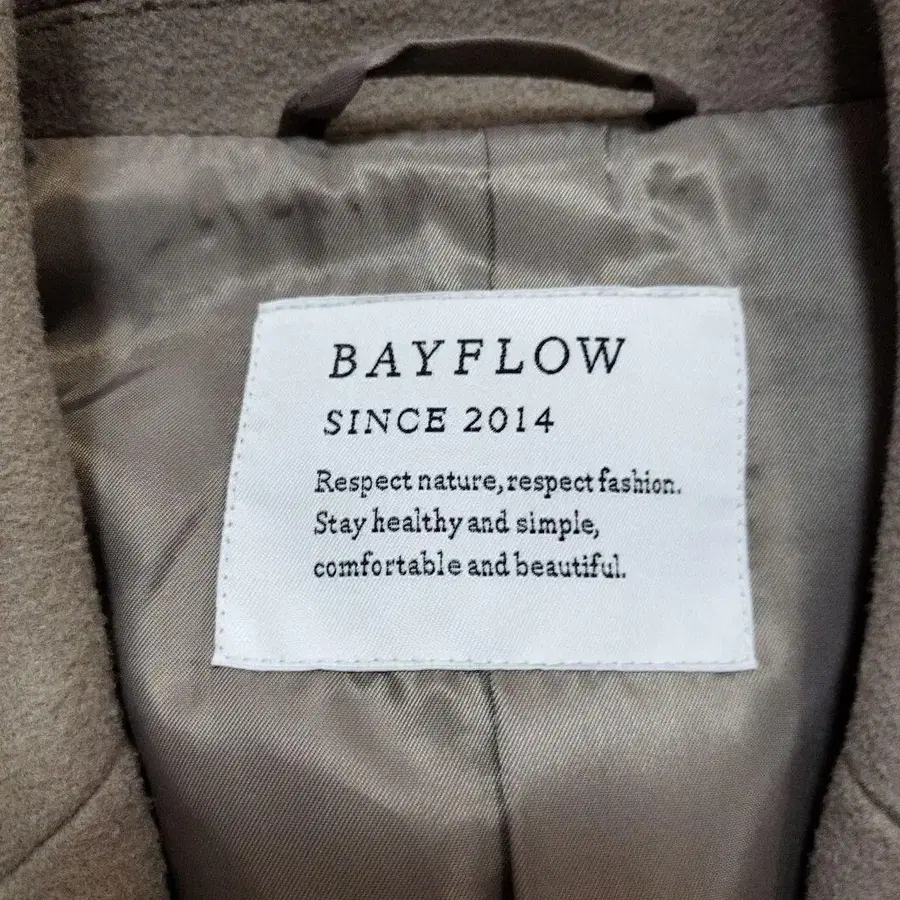 BAYFLOW
SINCE 2014
Respect nature, respect fashion.
Stay healthy and simple,
comfortable and beautiful.